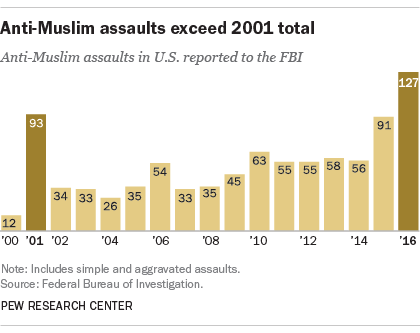 Anti-Muslim assaults exceed 2001 total
Anti-Muslim assaults in U.S. reported to the FBI
12
93
34
33
26
35
54
33
35
45
63
55
55
58
56
91
127
'00 '01 '02 '04 '06 '08 '10 '12 '14 '16
Note: Includes simple and aggravated assaults.
Source: Federal Bureau of Investigation.
PEW RESEARCH CENTER